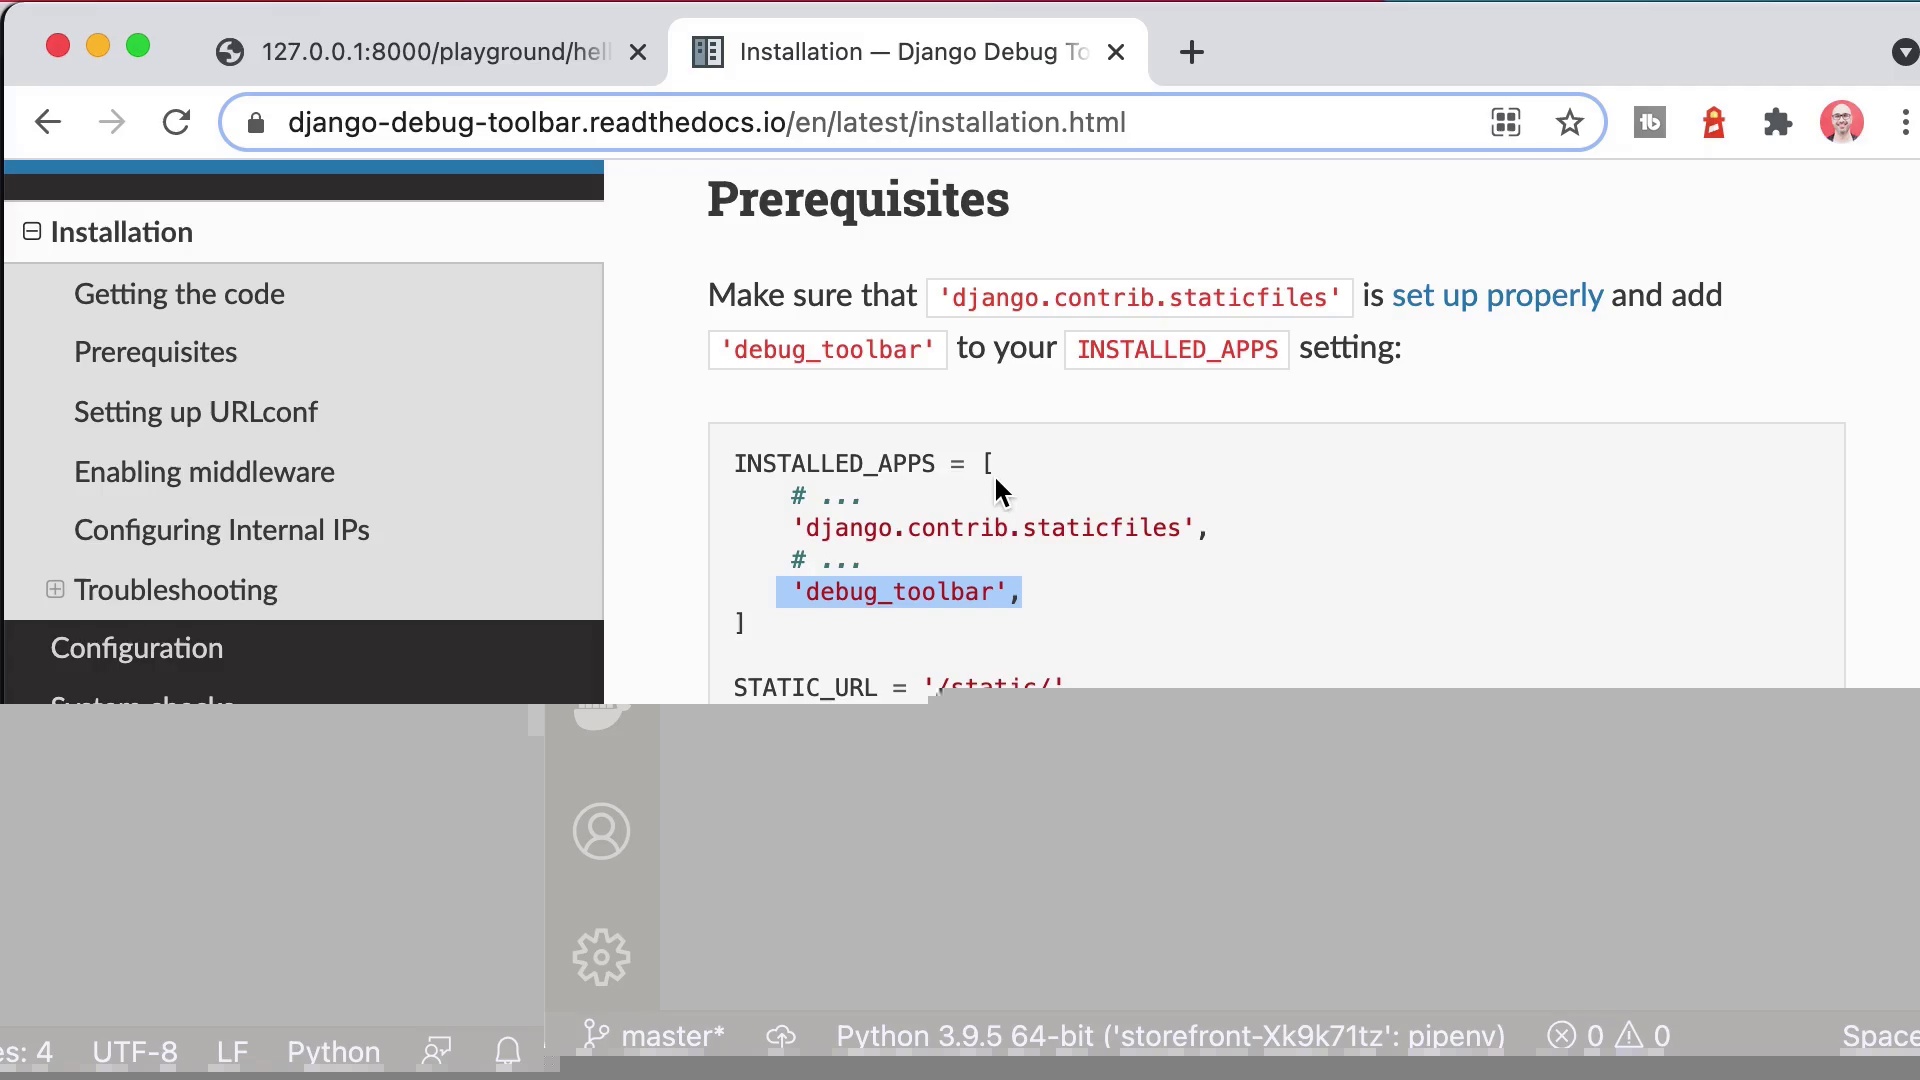 127.0.0.1:8000/playground/hell
Installation — Django Debug To
django-debug-toolbar.readthedocs.io/en/latest/installation.html
Installation
Getting the code
Prerequisites
Setting up URLconf
Enabling middleware
Configuring Internal IPs
Troubleshooting
Configuration
System checks
Prerequisites
Make sure that 'django.contrib.staticfiles' is set up properly and add
'debug_toolbar' to your INSTALLED_APPS setting:
INSTALLED_APPS = [
# ...
'django.contrib.staticfiles',
# ...
'debug_toolbar',
]
STATIC_URL = '/static/'
es: 4 UTF-8 LF Python
master* Python 3.9.5 64-bit ('storefront-Xk9k71tz': pipenv) 0 0 Space